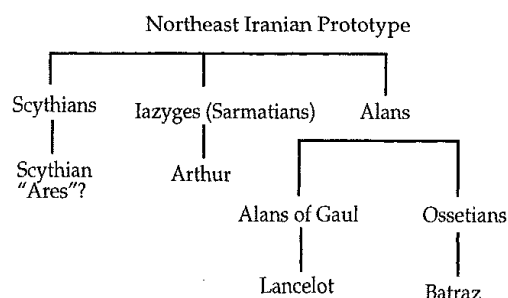 Northeast Iranian Prototype
Scythians
Iazyges (Sarmatians)
Alans
Scythian
"Ares"?
Arthur
Alans of Gaul
Ossetians
Lancelot
Batraz